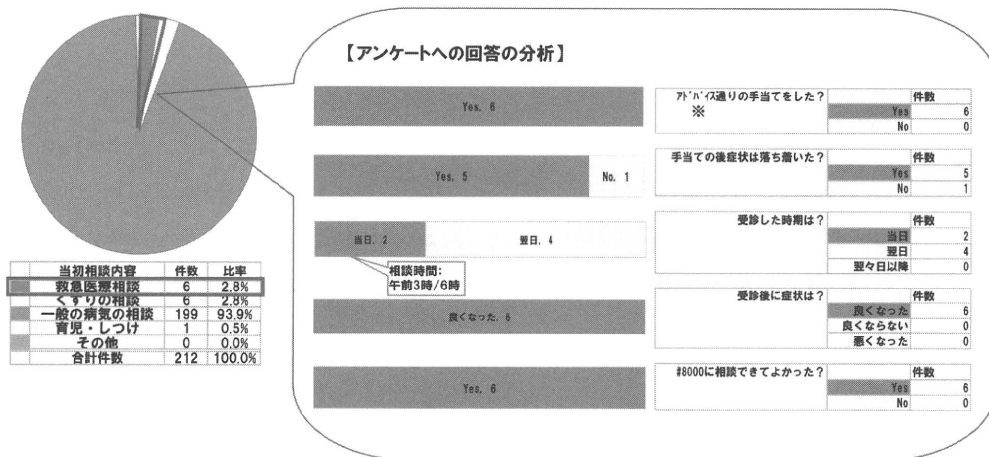 【アンケートへの回答の分析】
Yes, 6
アドバイス通りの手当てをした？ 件数
※ Yes 6
No 0
Yes, 5 No, 1
手当ての後症状は落ち着いた？ 件数
Yes 5
No 1
当日, 2 翌日, 4
相談時間：
午前3時/6時
受診した時期は？ 件数
当日 2
翌日 4
翌々日以降 0
良くなった, 6
受診後に症状は？ 件数
良くなった 6
良くならない 0
悪くなった 0
Yes, 6
#8000に相談できてよかった？ 件数
Yes 6
No 0
当初相談内容 件数 比率
救急医療相談 6 2.8%
くすりの相談 6 2.8%
一般の病気の相談 199 93.9%
育児・しつけ 1 0.5%
その他 0 0.0%
合計件数 212 100.0%